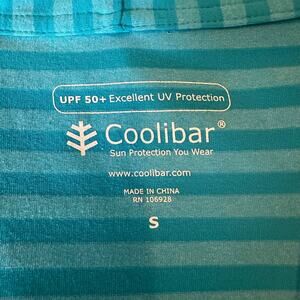 UPF 50+ Excellent UV Protection
Coolibar®
Sun Protection You Wear
www.coolibar.com
MADE IN CHINA
RN 106928
S